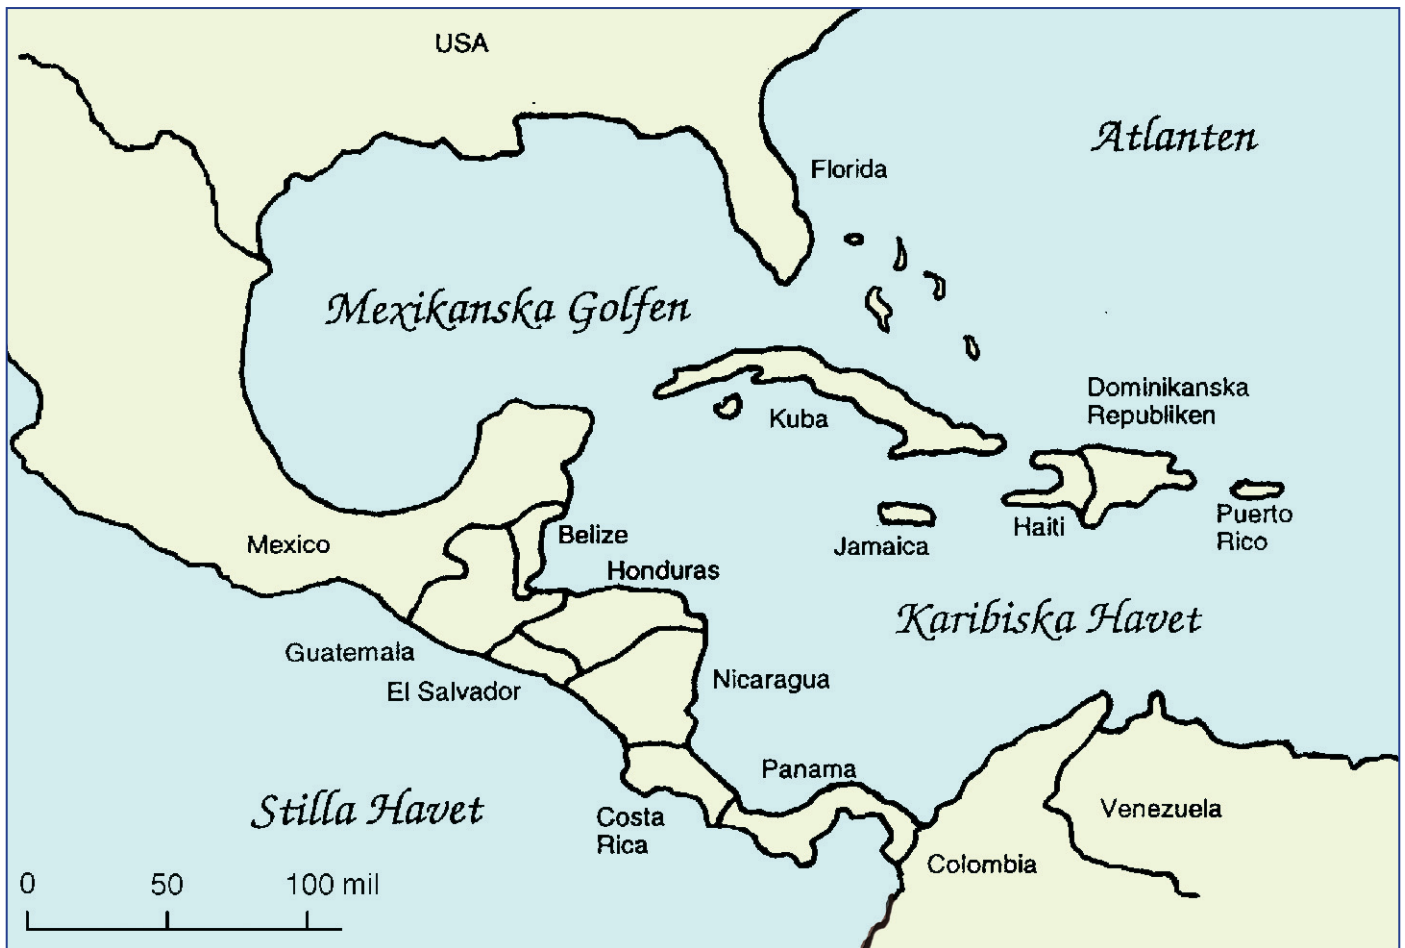 USA
Atlanten
Florida
Mexikanska Golfen
Dominikanska
Republiken
Kuba
Puerto
Rico
Haiti
Jamaica
Belize
Mexico
Honduras
Karibiska Havet
Guatemala
El Salvador
Nicaragua
Panama
Stilla Havet
Costa
Rica
Venezuela
Colombia
0 50 100 mil